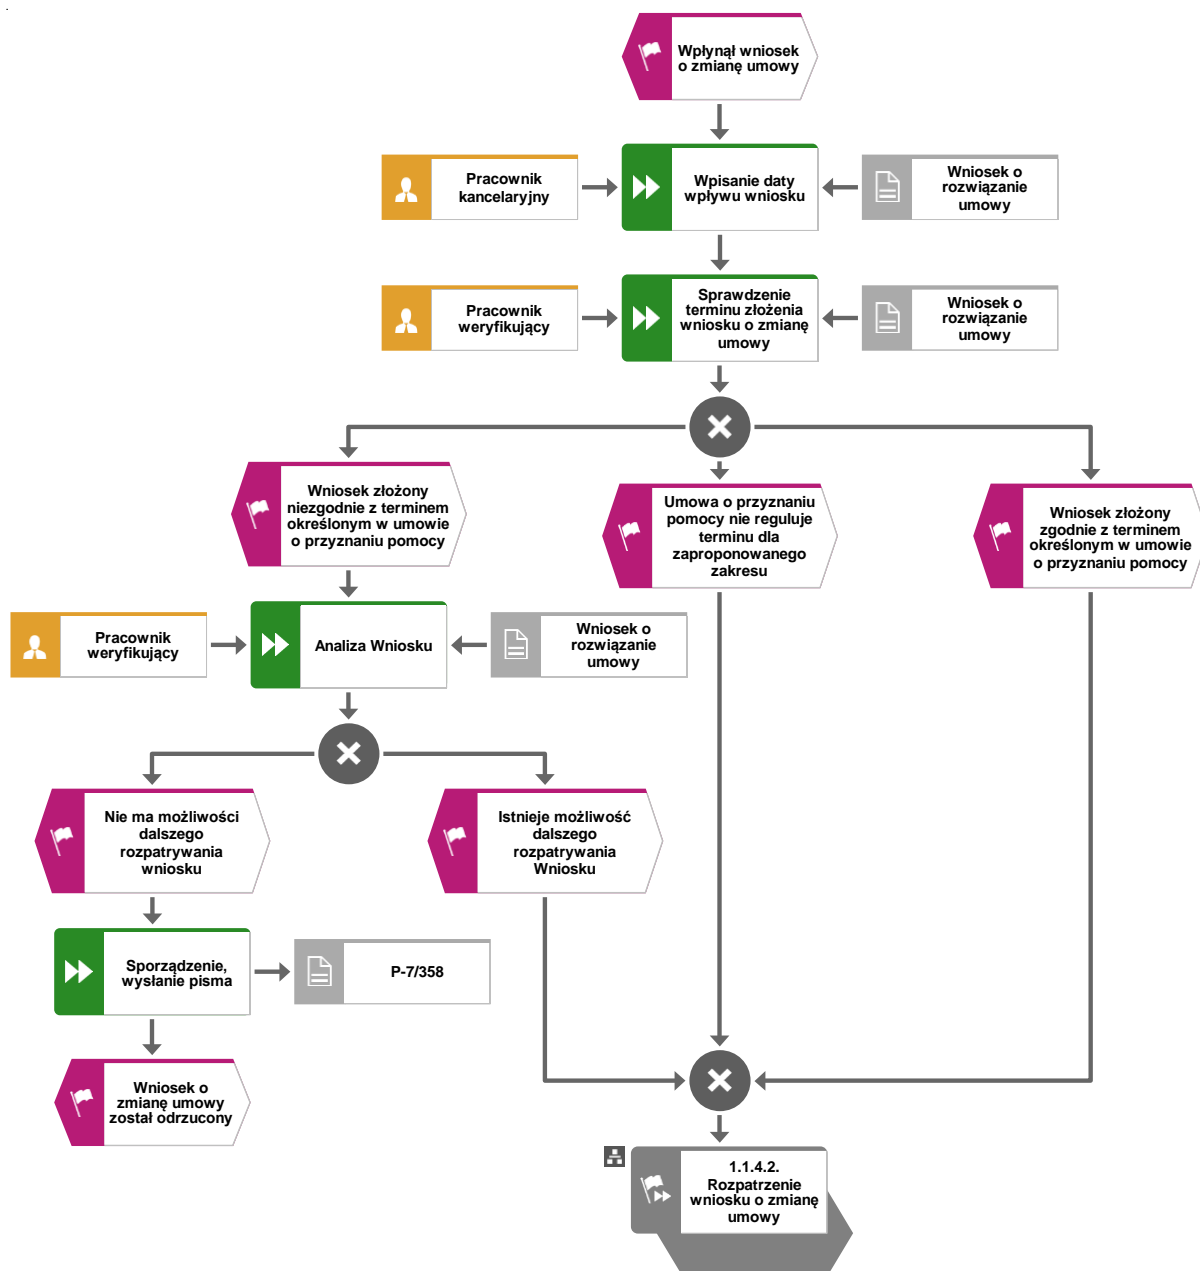 Wpłynął wniosek
o zmianę umowy
Pracownik
kancelaryjny
Wpisanie daty
wpływu wniosku
Wniosek o
rozwiązanie
umowy
Pracownik
weryfikujący
Sprawdzenie
terminu złożenia
wniosku o zmianę
umowy
Wniosek o
rozwiązanie
umowy
Wniosek złożony
niezgodnie z terminem
określonym w umowie
o przyznaniu pomocy
Umowa o przyznaniu
pomocy nie reguluje
terminu dla
zaproponowanego
zakresu
Wniosek złożony
zgodnie z terminem
określonym w umowie
o przyznaniu pomocy
Pracownik
weryfikujący
Analiza Wniosku
Wniosek o
rozwiązanie
umowy
Nie ma możliwości
dalszego
rozpatrywania
wniosku
Istnieje możliwość
dalszego
rozpatrywania
Wniosku
Sporządzenie,
wysłanie pisma
P-7/358
Wniosek o
zmianę umowy
został odrzucony
1.1.4.2.
Rozpatrzenie
wniosku o zmianę
umowy